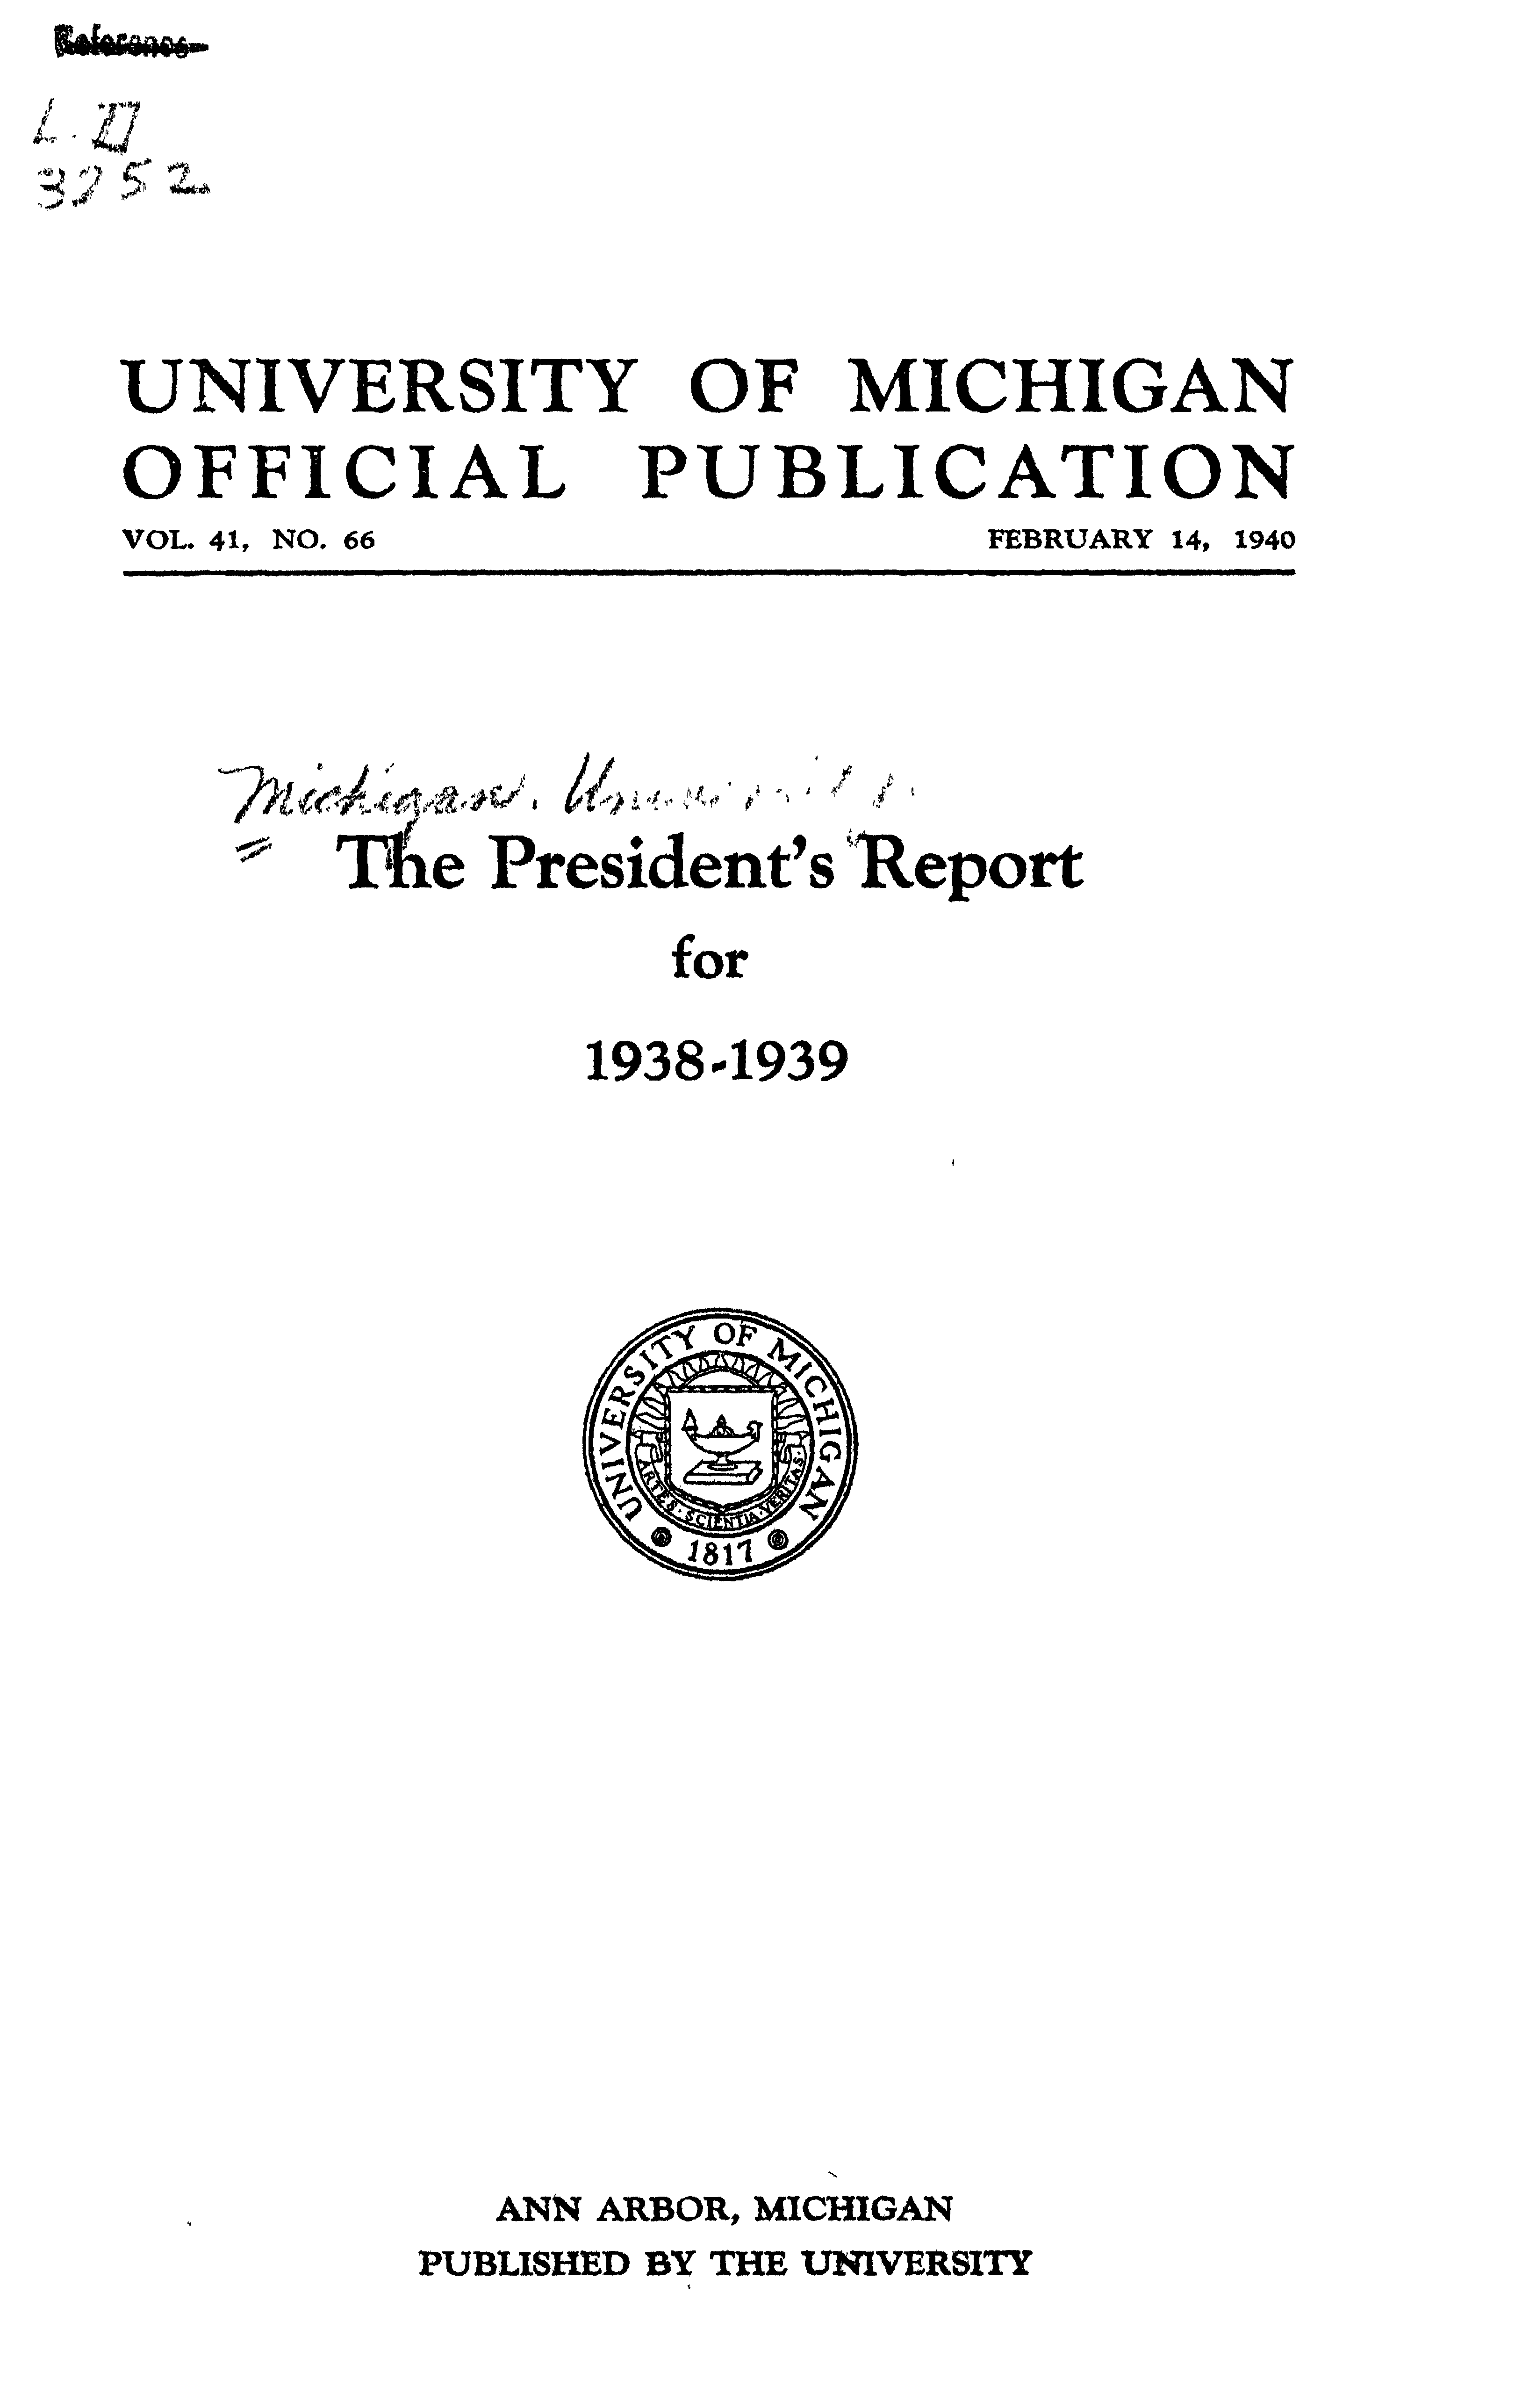 Reference
L.D
3252
UNIVERSITY OF MICHIGAN
OFFICIAL PUBLICATION
VOL. 41, NO. 66 FEBRUARY 14, 1940
Michigan. University.
The President's Report
for
1938-1939
UNIVERSITY OF MICHIGAN
ARTES · SCIENTIA · VERITAS
1817
ANN ARBOR, MICHIGAN
PUBLISHED BY THE UNIVERSITY